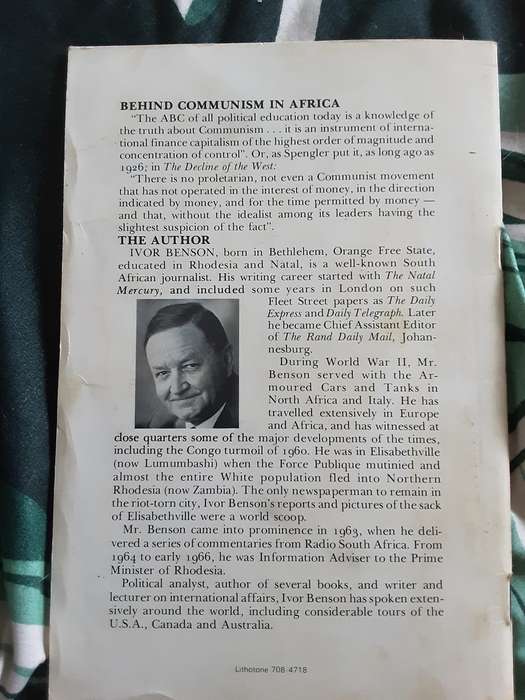 BEHIND COMMUNISM IN AFRICA
"The ABC of all political education today is a knowledge of
the truth about Communism . . . it is an instrument of interna-
tional finance capitalism of the highest order of magnitude and
concentration of control". Or, as Spengler put it, as long ago as
1926; in The Decline of the West:
"There is no proletarian, not even a Communist movement
that has not operated in the interest of money, in the direction
indicated by money, and for the time permitted by money —
and that, without the idealist among its leaders having the
slightest suspicion of the fact".
THE AUTHOR
IVOR BENSON, born in Bethlehem, Orange Free State,
educated in Rhodesia and Natal, is a well-known South
African journalist. His writing career started with The Natal
Mercury, and included some years in London on such
Fleet Street papers as The Daily
Express and Daily Telegraph. Later
he became Chief Assistant Editor
of The Rand Daily Mail, Johan-
nesburg.
During World War II, Mr.
Benson served with the Ar-
moured Cars and Tanks in
North Africa and Italy. He has
travelled extensively in Europe
and Africa, and has witnessed at
close quarters some of the major developments of the times,
including the Congo turmoil of 1960. He was in Elisabethville
(now Lumumbashi) when the Force Publique mutinied and
almost the entire White population fled into Northern
Rhodesia (now Zambia). The only newspaperman to remain in
the riot-torn city, Ivor Benson's reports and pictures of the sack
of Elisabethville were a world scoop.
Mr. Benson came into prominence in 1963, when he deli-
vered a series of commentaries from Radio South Africa. From
1964 to early 1966, he was Information Adviser to the Prime
Minister of Rhodesia.
Political analyst, author of several books, and writer and
lecturer on international affairs, Ivor Benson has spoken exten-
sively around the world, including considerable tours of the
U.S.A., Canada and Australia.
Lithotone 708 4718